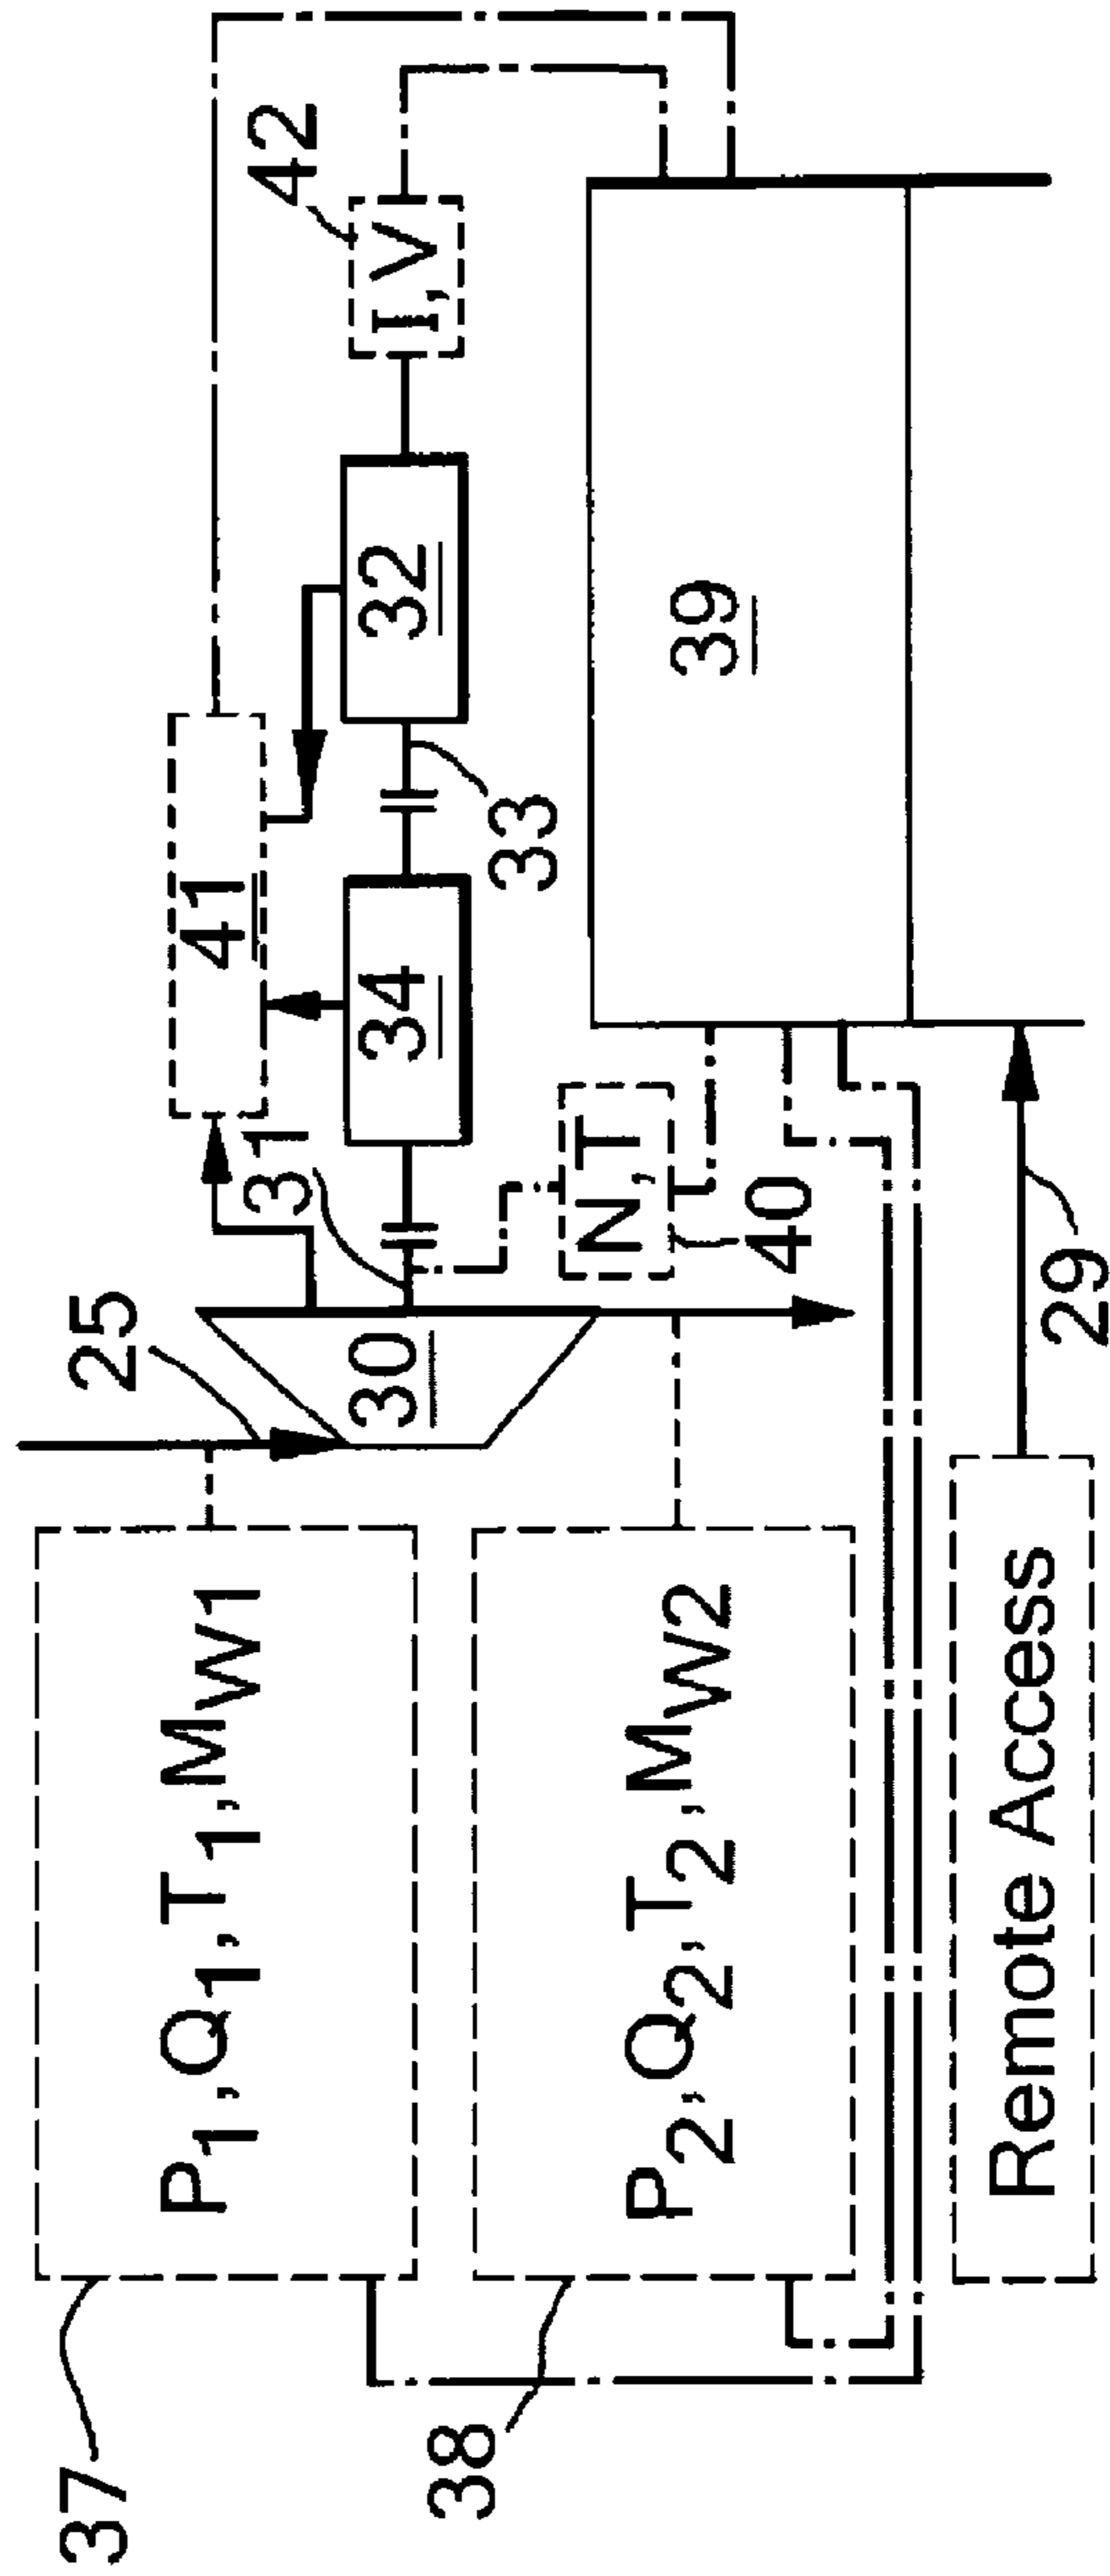 42
I, V
41
32
33
34
31
N, T
40
39
25
30
29
P1, Q1, T1, MW1
P2, Q2, T2, MW2
Remote Access
37
38